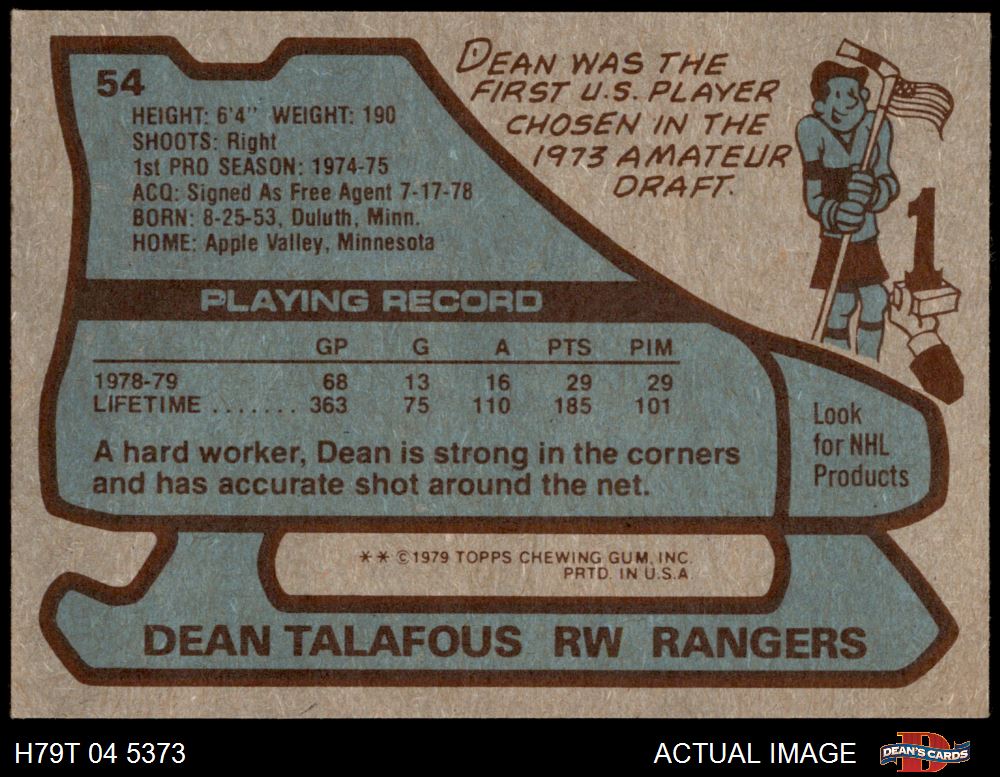 54
HEIGHT: 6'4" WEIGHT: 190
SHOOTS: Right
1st PRO SEASON: 1974-75
ACQ: Signed As Free Agent 7-17-78
BORN: 8-25-53, Duluth, Minn.
HOME: Apple Valley, Minnesota
DEAN WAS THE
FIRST U.S. PLAYER
CHOSEN IN THE
1973 AMATEUR
DRAFT.
1
PLAYING RECORD
GP G A PTS PIM
1978-79 68 13 16 29 29
LIFETIME ....... 363 75 110 185 101
A hard worker, Dean is strong in the corners
and has accurate shot around the net.
Look
for NHL
Products
** ©1979 TOPPS CHEWING GUM, INC.
PRTD. IN U.S.A
DEAN TALAFOUS RW RANGERS
H79T 04 5373 ACTUAL IMAGE
D
DEAN'S CARDS